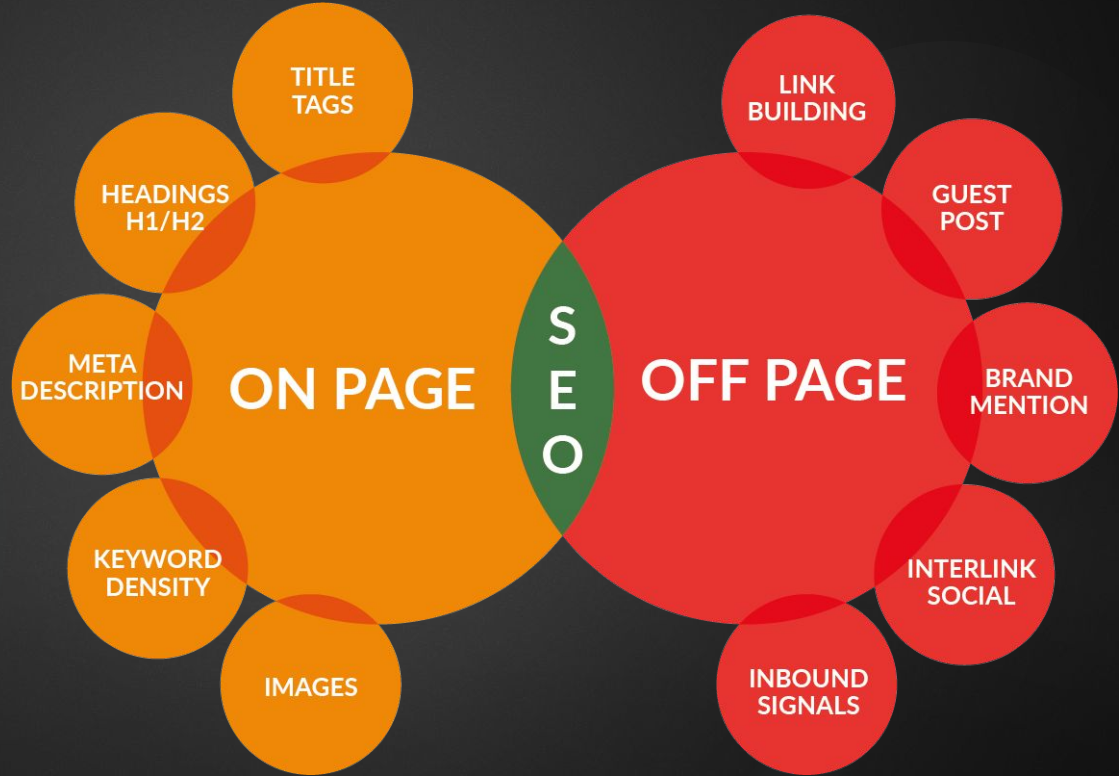 TITLE
TAGS
HEADINGS
H1/H2
META
DESCRIPTION
KEYWORD
DENSITY
IMAGES
ON PAGE
S
E
O
OFF PAGE
LINK
BUILDING
GUEST
POST
BRAND
MENTION
INTERLINK
SOCIAL
INBOUND
SIGNALS